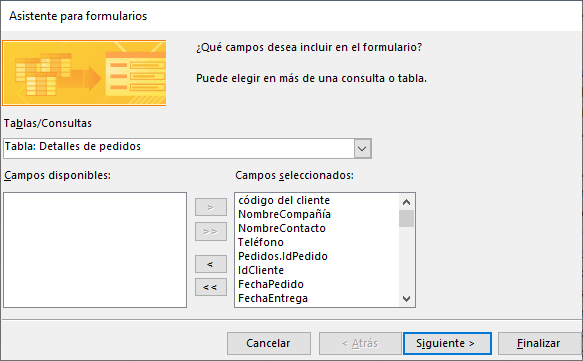 Asistente para formularios
¿Qué campos desea incluir en el formulario?
Puede elegir en más de una consulta o tabla.
Tablas/Consultas
Tabla: Detalles de pedidos
Campos disponibles:
Campos seleccionados:
código del cliente
NombreCompañía
NombreContacto
Teléfono
Pedidos.IdPedido
IdCliente
FechaPedido
FechaEntrega
>
>>
<
<<
Cancelar
< Atrás
Siguiente >
Finalizar